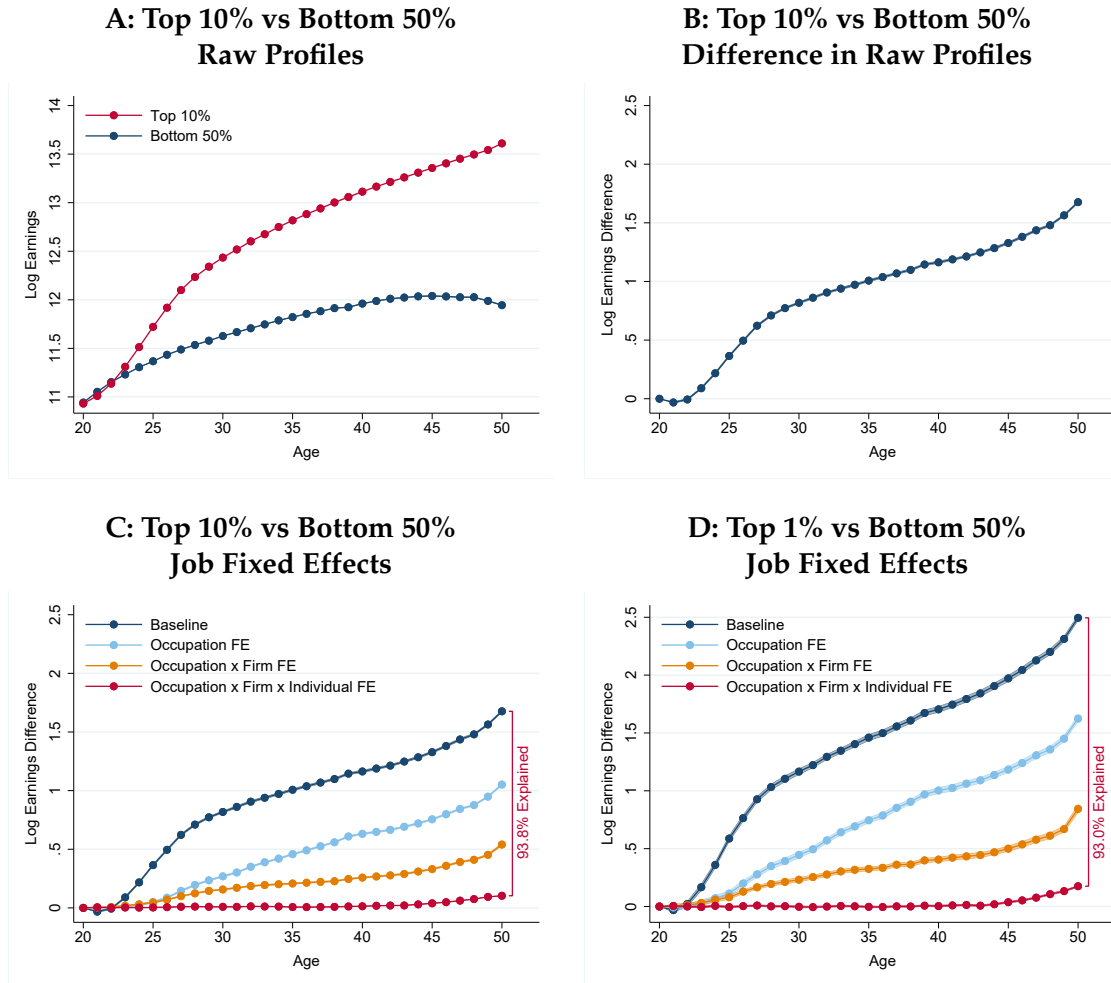 A: Top 10% vs Bottom 50%
Raw Profiles
Log Earnings
14
13.5
13
12.5
12
11.5
11
Top 10%
Bottom 50%
20 25 30 35 40 45 50
Age
B: Top 10% vs Bottom 50%
Difference in Raw Profiles
Log Earnings Difference
2.5
2
1.5
1
.5
0
20 25 30 35 40 45 50
Age
C: Top 10% vs Bottom 50%
Job Fixed Effects
Log Earnings Difference
2.5
2
1.5
1
.5
0
Baseline
Occupation FE
Occupation x Firm FE
Occupation x Firm x Individual FE
93.8% Explained
20 25 30 35 40 45 50
Age
D: Top 1% vs Bottom 50%
Job Fixed Effects
Log Earnings Difference
2.5
2
1.5
1
.5
0
Baseline
Occupation FE
Occupation x Firm FE
Occupation x Firm x Individual FE
93.0% Explained
20 25 30 35 40 45 50
Age